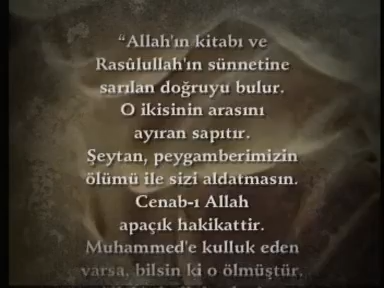 “Allah'ın kitabı ve
Rasûlullah'ın sünnetine
sarılan doğruyu bulur.
O ikisinin arasını
ayıran sapıtır.
Şeytan, peygamberimizin
ölümü ile sizi aldatmasın.
Cenab-ı Allah
apaçık hakikattir.
Muhammed'e kulluk eden
varsa, bilsin ki o ölmüştür,